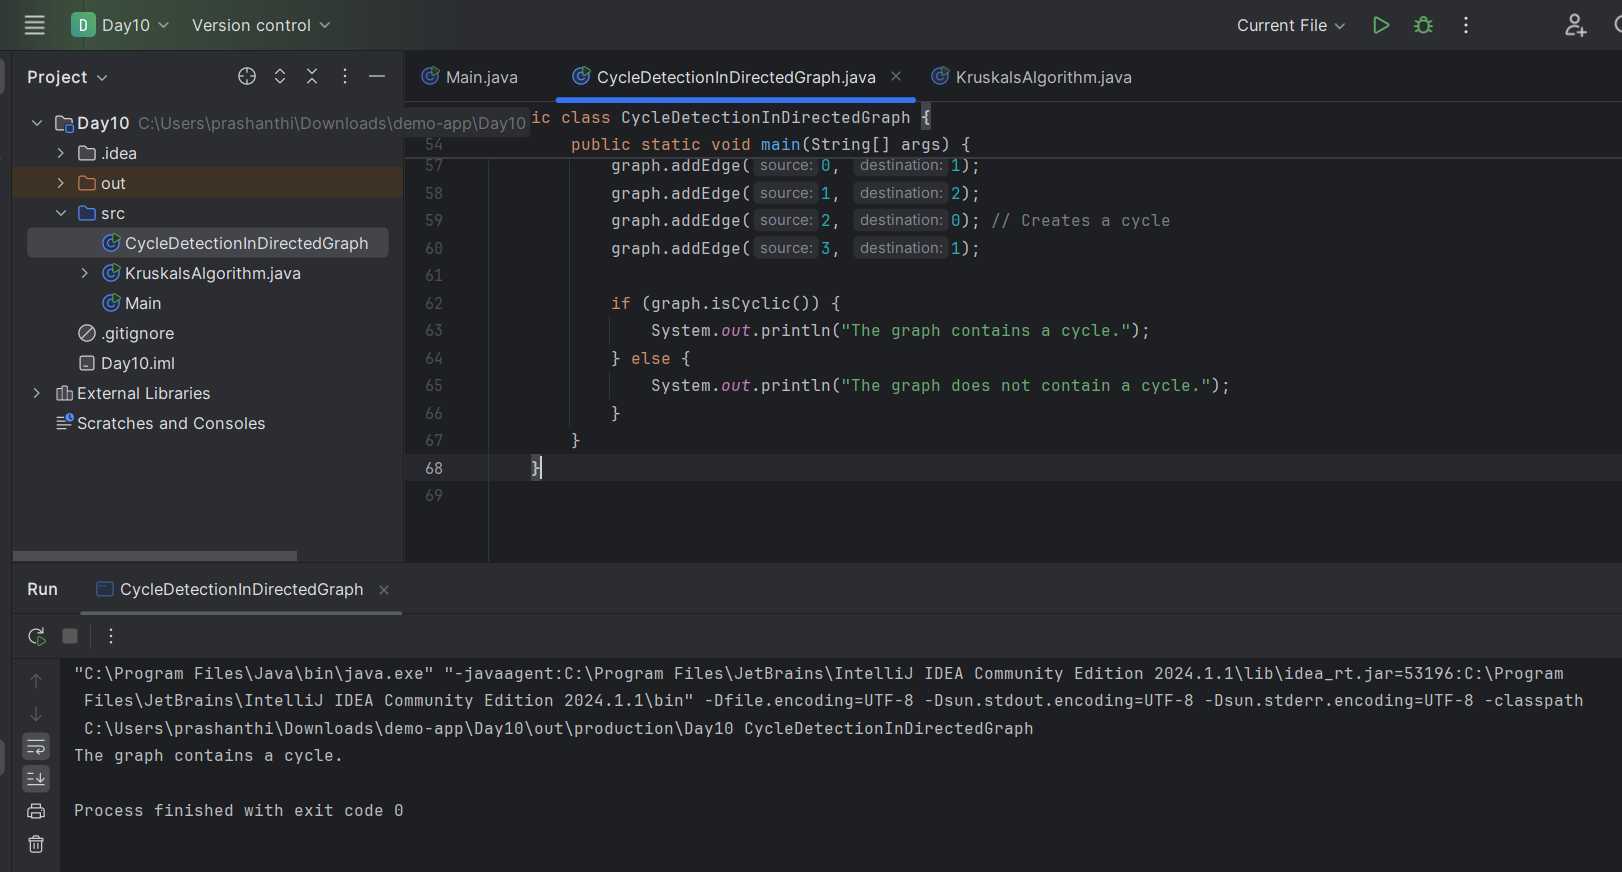 D Day10 Version control Current File
Project
Main.java CycleDetectionInDirectedGraph.java KruskalsAlgorithm.java
Day10 C:\Users\prashanthi\Downloads\demo-app\Day10
.idea
out
src
CycleDetectionInDirectedGraph
KruskalsAlgorithm.java
Main
.gitignore
Day10.iml
External Libraries
Scratches and Consoles
ic class CycleDetectionInDirectedGraph {
54 public static void main(String[] args) {
57 graph.addEdge( source: 0, destination: 1);
58 graph.addEdge( source: 1, destination: 2);
59 graph.addEdge( source: 2, destination: 0); // Creates a cycle
60 graph.addEdge( source: 3, destination: 1);
61
62 if (graph.isCyclic()) {
63 System.out.println("The graph contains a cycle.");
64 } else {
65 System.out.println("The graph does not contain a cycle.");
66 }
67 }
68 }
69
Run CycleDetectionInDirectedGraph
"C:\Program Files\Java\bin\java.exe" "-javaagent:C:\Program Files\JetBrains\IntelliJ IDEA Community Edition 2024.1.1\lib\idea_rt.jar=53196:C:\Program
Files\JetBrains\IntelliJ IDEA Community Edition 2024.1.1\bin" -Dfile.encoding=UTF-8 -Dsun.stdout.encoding=UTF-8 -Dsun.stderr.encoding=UTF-8 -classpath
C:\Users\prashanthi\Downloads\demo-app\Day10\out\production\Day10 CycleDetectionInDirectedGraph
The graph contains a cycle.
Process finished with exit code 0